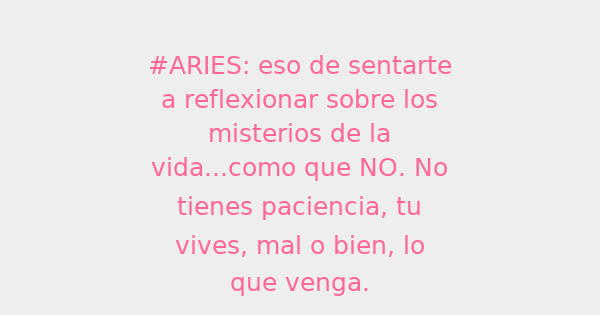 #ARIES: eso de sentarte
a reflexionar sobre los
misterios de la
vida...como que NO. No
tienes paciencia, tu
vives, mal o bien, lo
que venga.